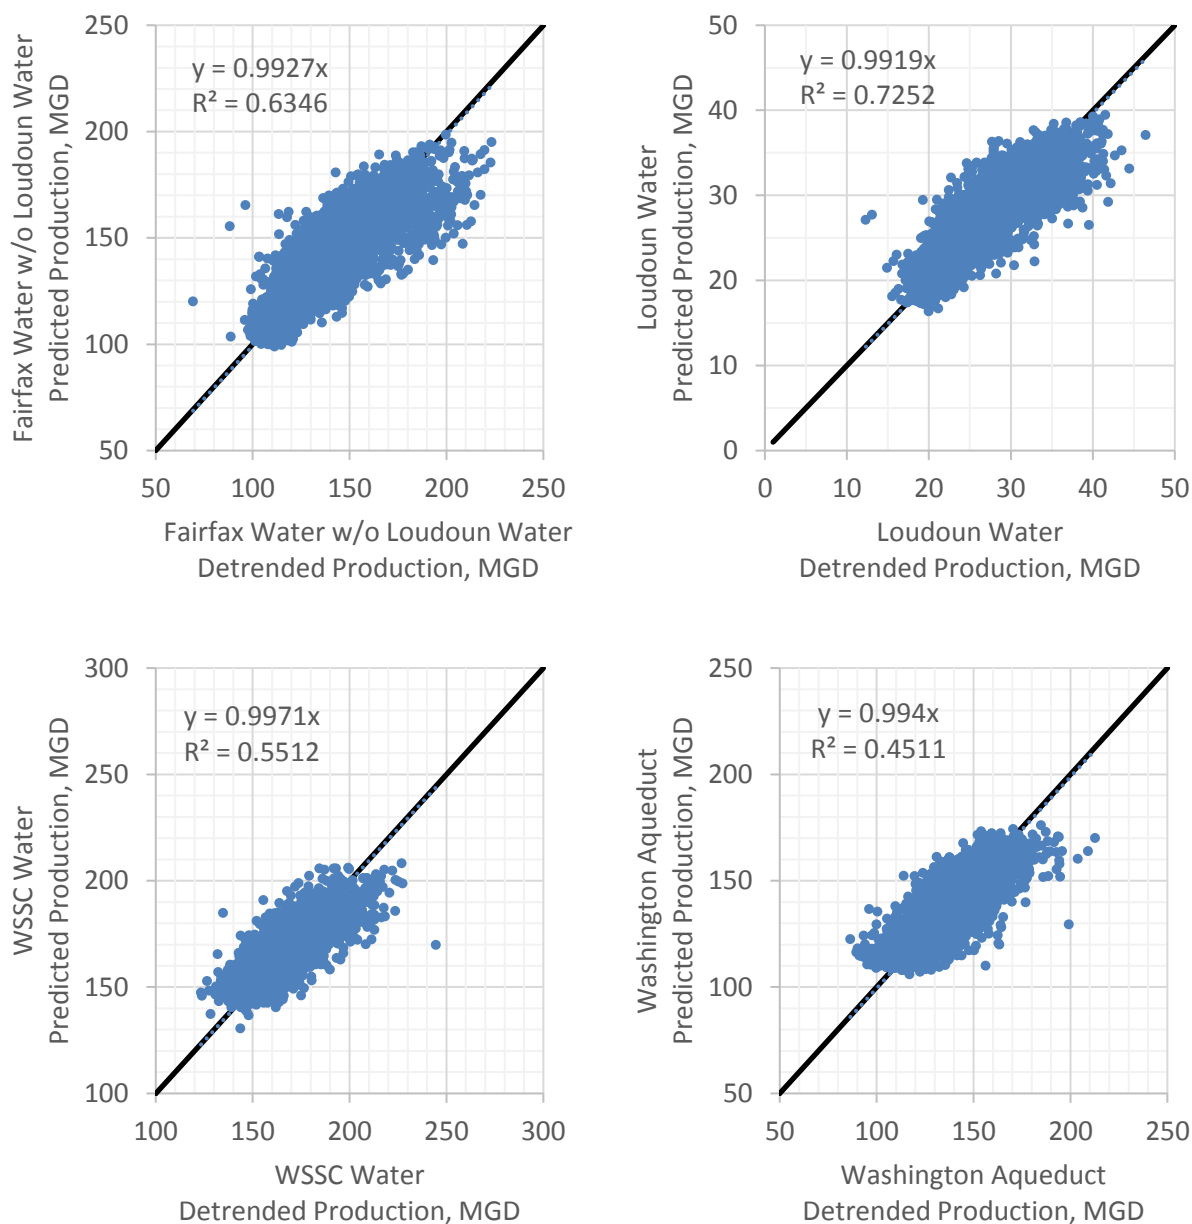 Fairfax Water w/o Loudoun Water
Predicted Production, MGD
250
200
150
100
50
y = 0.9927x
R² = 0.6346
50 100 150 200 250
Fairfax Water w/o Loudoun Water
Detrended Production, MGD
Loudoun Water
Predicted Production, MGD
50
40
30
20
10
0
y = 0.9919x
R² = 0.7252
0 10 20 30 40 50
Loudoun Water
Detrended Production, MGD
WSSC Water
Predicted Production, MGD
300
250
200
150
100
y = 0.9971x
R² = 0.5512
100 150 200 250 300
WSSC Water
Detrended Production, MGD
Washington Aqueduct
Predicted Production, MGD
250
200
150
100
50
y = 0.994x
R² = 0.4511
50 100 150 200 250
Washington Aqueduct
Detrended Production, MGD